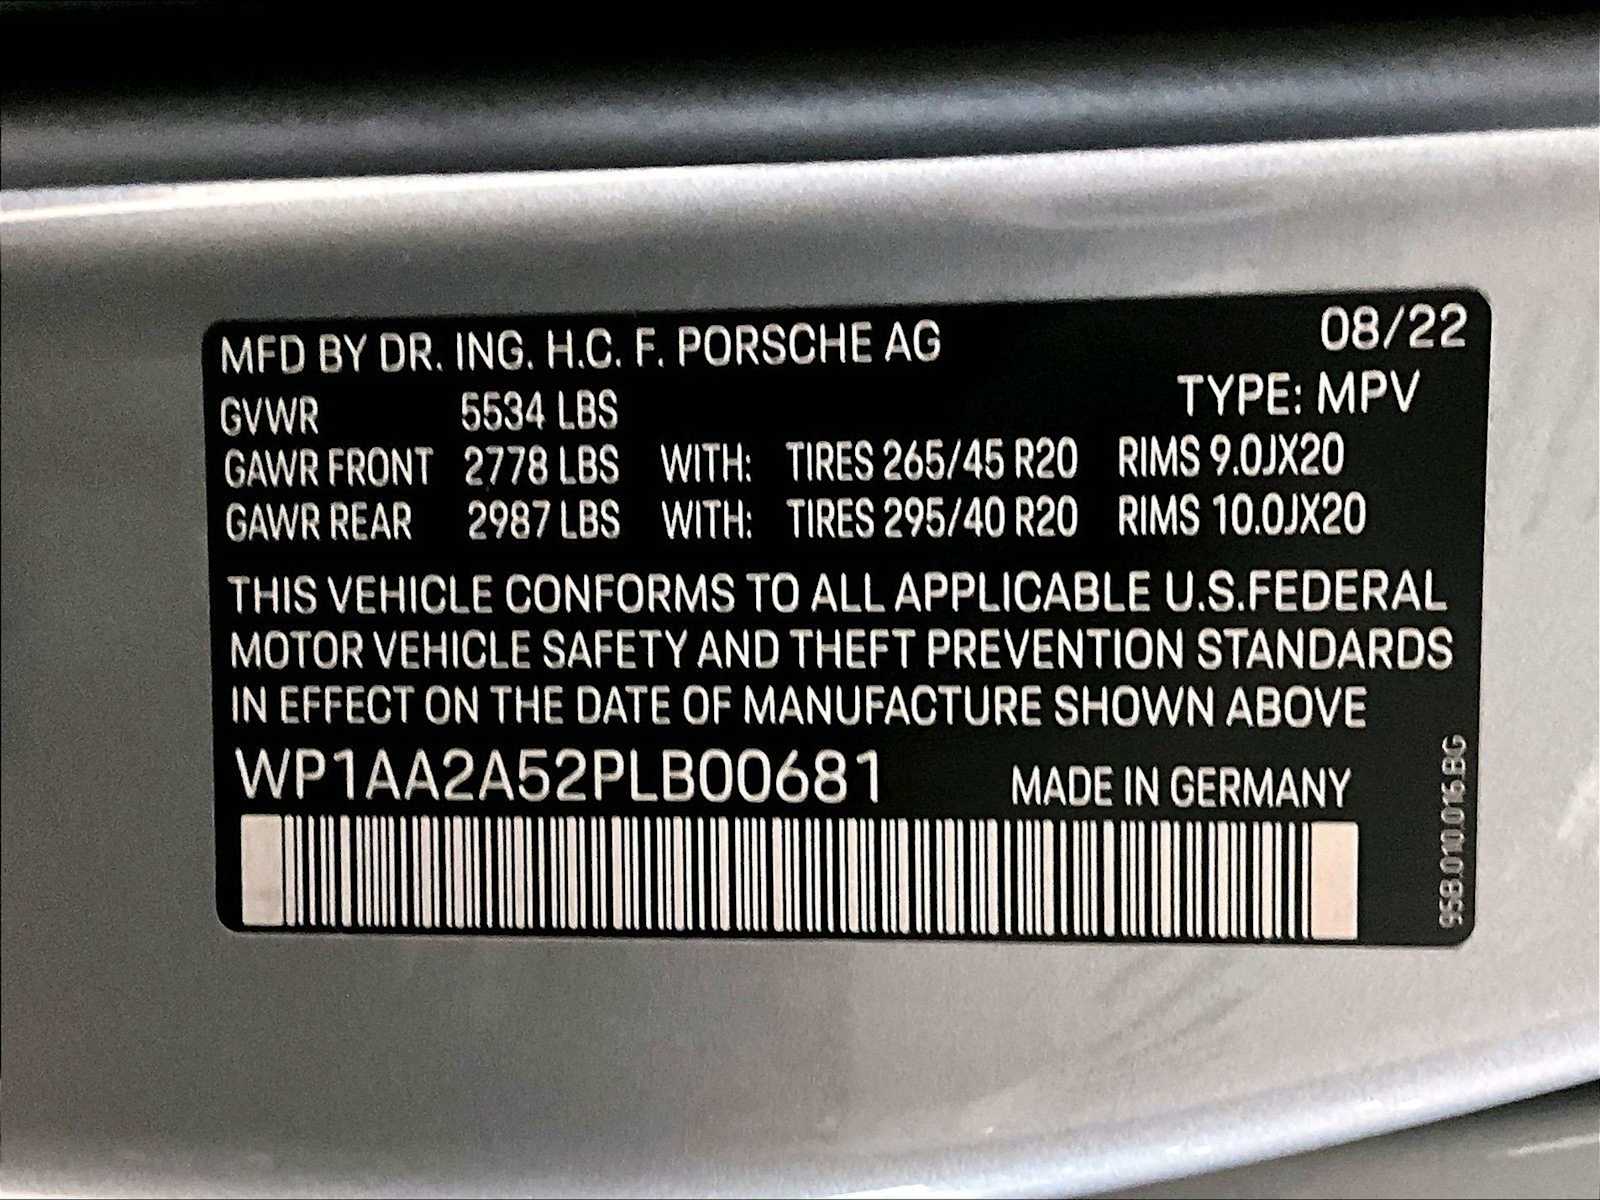 MFD BY DR. ING. H.C. F. PORSCHE AG 08/22
GVWR 5534 LBS TYPE: MPV
GAWR FRONT 2778 LBS WITH: TIRES 265/45 R20 RIMS 9.0JX20
GAWR REAR 2987 LBS WITH: TIRES 295/40 R20 RIMS 10.0JX20
THIS VEHICLE CONFORMS TO ALL APPLICABLE U.S.FEDERAL
MOTOR VEHICLE SAFETY AND THEFT PREVENTION STANDARDS
IN EFFECT ON THE DATE OF MANUFACTURE SHOWN ABOVE
WP1AA2A52PLB00681 MADE IN GERMANY
95B.010.016.BG